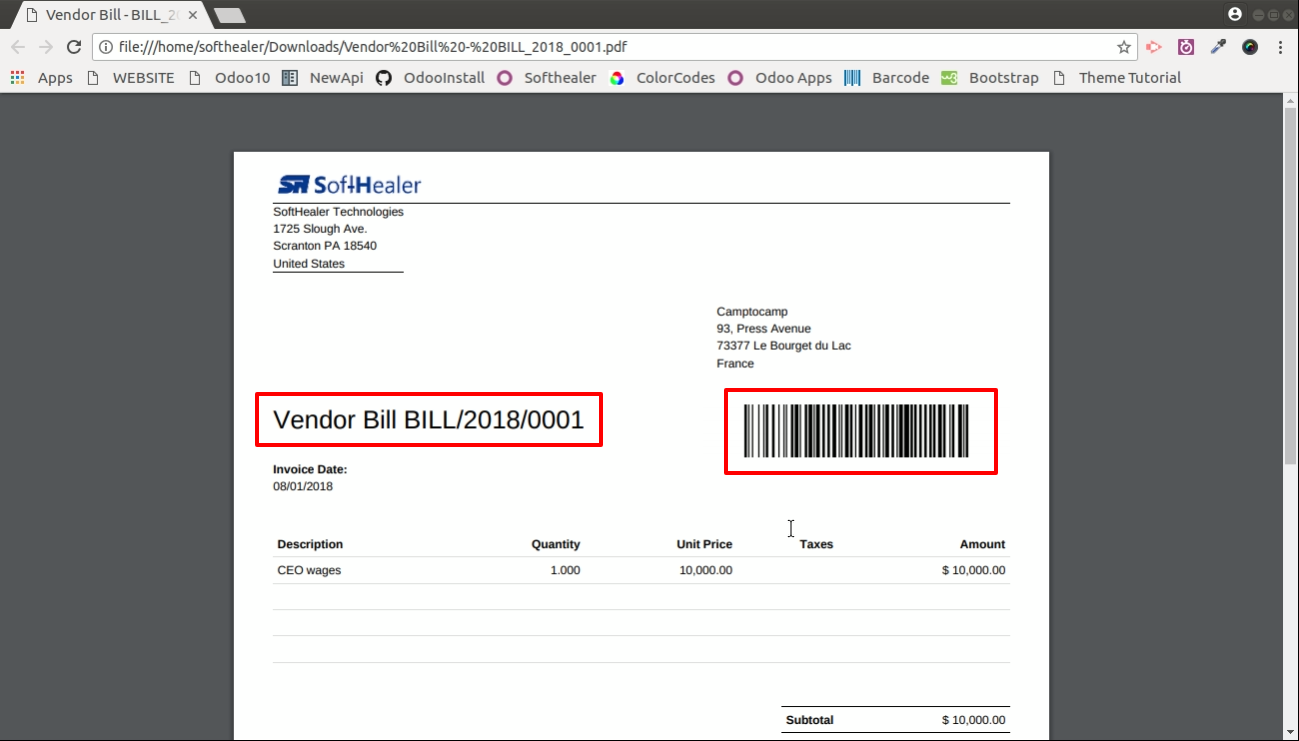 Vendor Bill - BILL_20
file:///home/softhealer/Downloads/Vendor%20Bill%20-%20BILL_2018_0001.pdf
Apps WEBSITE Odoo10 NewApi OdooInstall Softhealer ColorCodes Odoo Apps Barcode Bootstrap Theme Tutorial
SoftHealer
SoftHealer Technologies
1725 Slough Ave.
Scranton PA 18540
United States
Camptocamp
93, Press Avenue
73377 Le Bourget du Lac
France
Vendor Bill BILL/2018/0001
Invoice Date:
08/01/2018
Description Quantity Unit Price Taxes Amount
CEO wages 1.000 10,000.00 $ 10,000.00
Subtotal $ 10,000.00